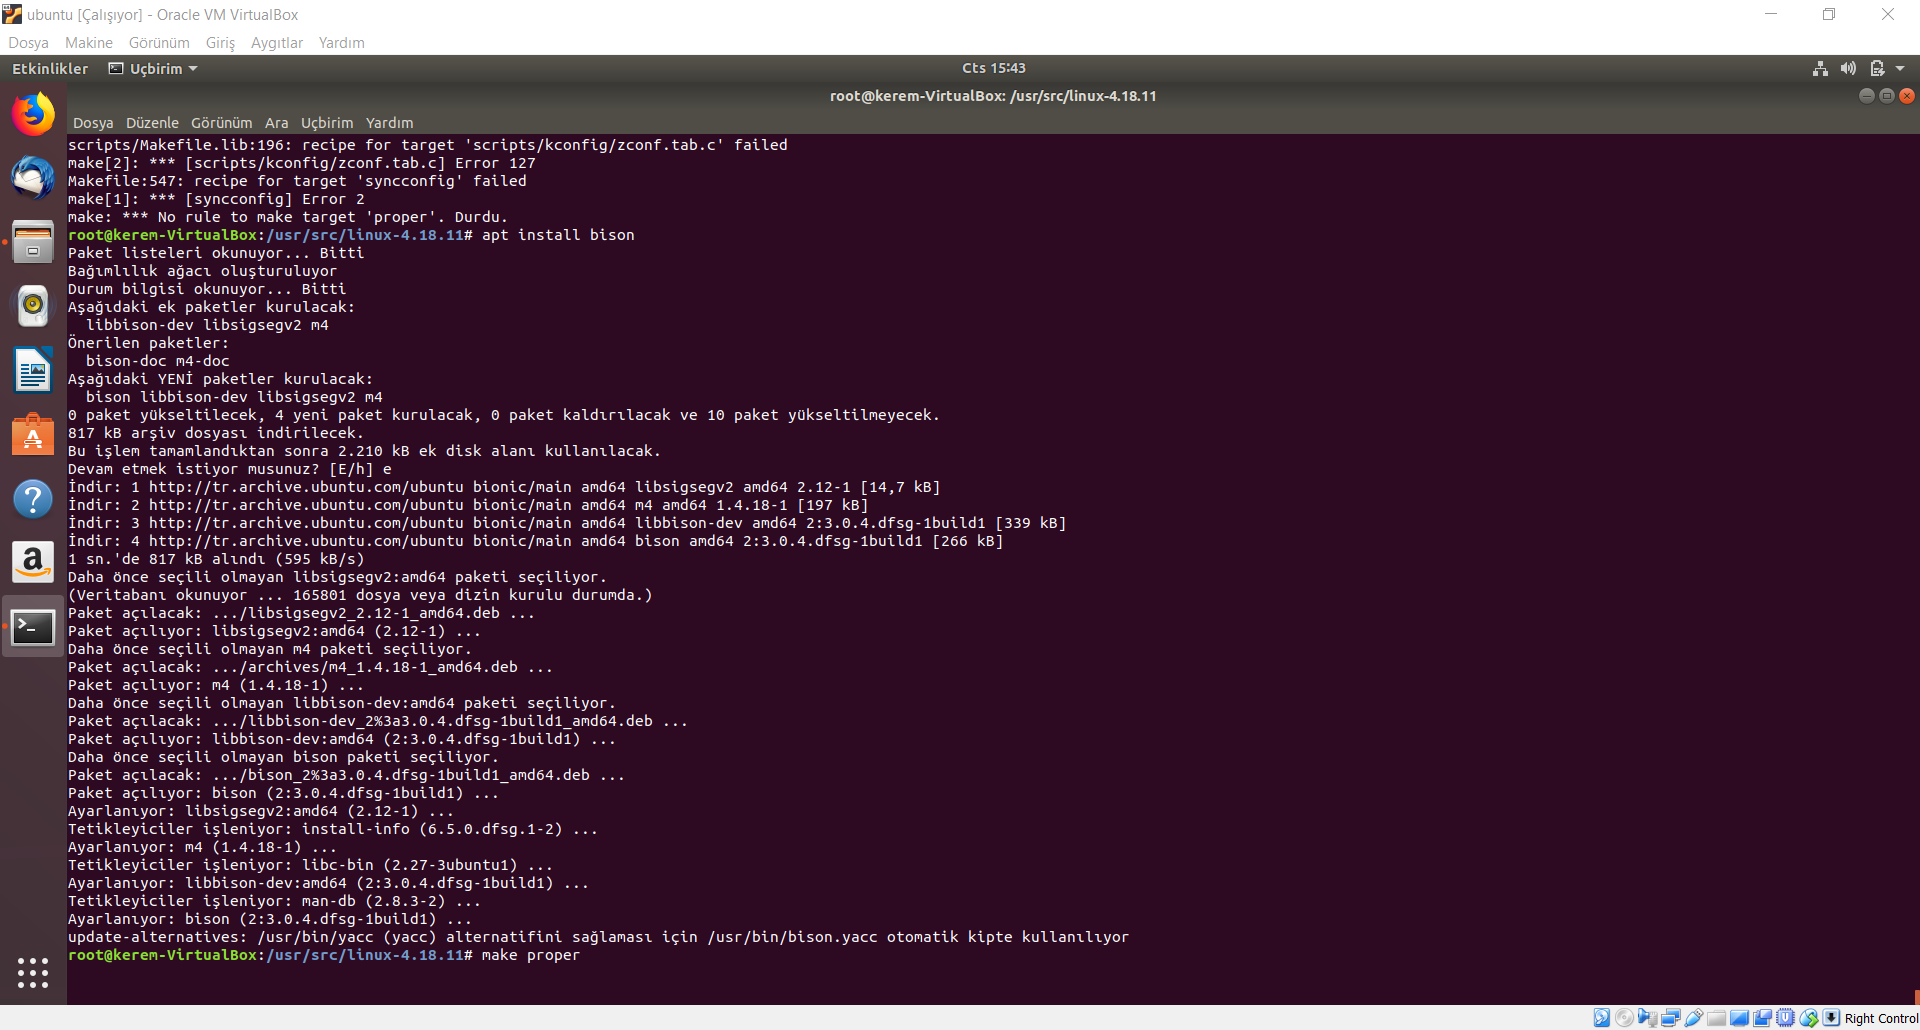 ubuntu [Çalışıyor] - Oracle VM VirtualBox
Dosya Makine Görünüm Giriş Aygıtlar Yardım
Etkinlikler Uçbirim Cts 15:43
root@kerem-VirtualBox: /usr/src/linux-4.18.11
Dosya Düzenle Görünüm Ara Uçbirim Yardım
scripts/Makefile.lib:196: recipe for target 'scripts/kconfig/zconf.tab.c' failed
make[2]: *** [scripts/kconfig/zconf.tab.c] Error 127
Makefile:547: recipe for target 'syncconfig' failed
make[1]: *** [syncconfig] Error 2
make: *** No rule to make target 'proper'. Durdu.
root@kerem-VirtualBox:/usr/src/linux-4.18.11# apt install bison
Paket listeleri okunuyor... Bitti
Bağımlılık ağacı oluşturuluyor
Durum bilgisi okunuyor... Bitti
Aşağıdaki ek paketler kurulacak:
libbison-dev libsigsegv2 m4
Önerilen paketler:
bison-doc m4-doc
Aşağıdaki YENİ paketler kurulacak:
bison libbison-dev libsigsegv2 m4
0 paket yükseltilecek, 4 yeni paket kurulacak, 0 paket kaldırılacak ve 10 paket yükseltilmeyecek.
817 kB arşiv dosyası indirilecek.
Bu işlem tamamlandıktan sonra 2.210 kB ek disk alanı kullanılacak.
Devam etmek istiyor musunuz? [E/h] e
İndir: 1 http://tr.archive.ubuntu.com/ubuntu bionic/main amd64 libsigsegv2 amd64 2.12-1 [14,7 kB]
İndir: 2 http://tr.archive.ubuntu.com/ubuntu bionic/main amd64 m4 amd64 1.4.18-1 [197 kB]
İndir: 3 http://tr.archive.ubuntu.com/ubuntu bionic/main amd64 libbison-dev amd64 2:3.0.4.dfsg-1build1 [339 kB]
İndir: 4 http://tr.archive.ubuntu.com/ubuntu bionic/main amd64 bison amd64 2:3.0.4.dfsg-1build1 [266 kB]
1 sn.'de 817 kB alındı (595 kB/s)
Daha önce seçili olmayan libsigsegv2:amd64 paketi seçiliyor.
(Veritabanı okunuyor ... 165801 dosya veya dizin kurulu durumda.)
Paket açılacak: .../libsigsegv2_2.12-1_amd64.deb ...
Paket açılıyor: libsigsegv2:amd64 (2.12-1) ...
Daha önce seçili olmayan m4 paketi seçiliyor.
Paket açılacak: .../archives/m4_1.4.18-1_amd64.deb ...
Paket açılıyor: m4 (1.4.18-1) ...
Daha önce seçili olmayan libbison-dev:amd64 paketi seçiliyor.
Paket açılacak: .../libbison-dev_2%3a3.0.4.dfsg-1build1_amd64.deb ...
Paket açılıyor: libbison-dev:amd64 (2:3.0.4.dfsg-1build1) ...
Daha önce seçili olmayan bison paketi seçiliyor.
Paket açılacak: .../bison_2%3a3.0.4.dfsg-1build1_amd64.deb ...
Paket açılıyor: bison (2:3.0.4.dfsg-1build1) ...
Ayarlanıyor: libsigsegv2:amd64 (2.12-1) ...
Tetikleyiciler işleniyor: install-info (6.5.0.dfsg.1-2) ...
Ayarlanıyor: m4 (1.4.18-1) ...
Tetikleyiciler işleniyor: libc-bin (2.27-3ubuntu1) ...
Ayarlanıyor: libbison-dev:amd64 (2:3.0.4.dfsg-1build1) ...
Tetikleyiciler işleniyor: man-db (2.8.3-2) ...
Ayarlanıyor: bison (2:3.0.4.dfsg-1build1) ...
update-alternatives: /usr/bin/yacc (yacc) alternatifini sağlaması için /usr/bin/bison.yacc otomatik kipte kullanılıyor
root@kerem-VirtualBox:/usr/src/linux-4.18.11# make proper
Right Control